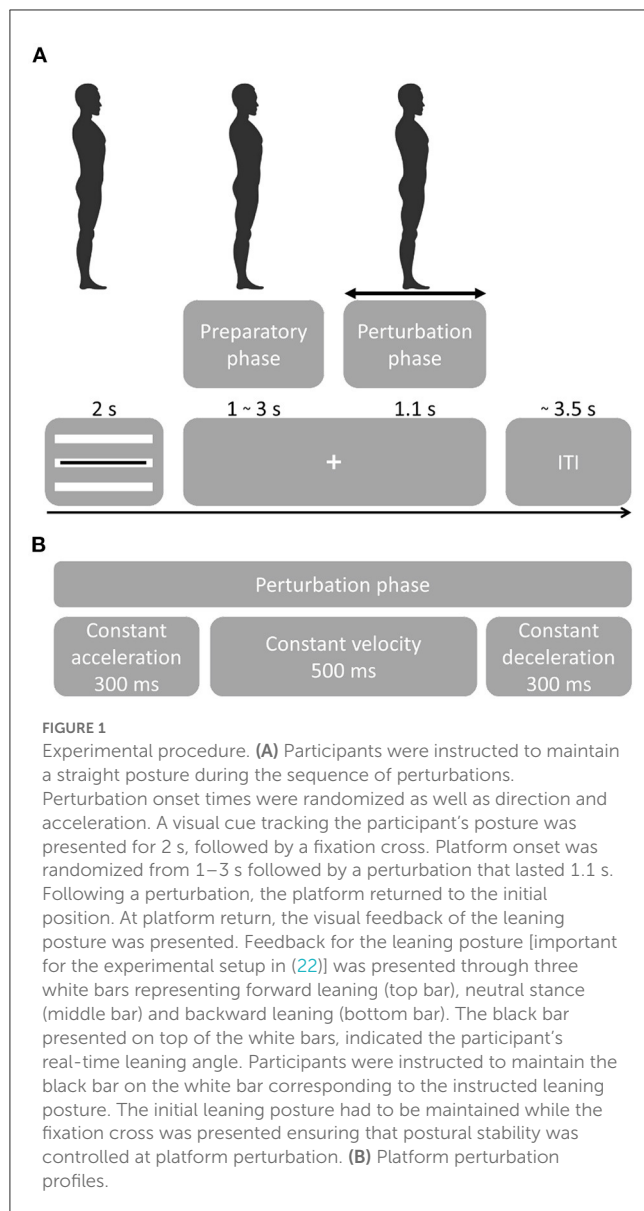 A
Preparatory
phase
Perturbation
phase
2 s
1 ~ 3 s
1.1 s
~ 3.5 s
+
ITI
B
Perturbation phase
Constant
acceleration
300 ms
Constant velocity
500 ms
Constant
deceleration
300 ms
FIGURE 1
Experimental procedure. (A) Participants were instructed to maintain
a straight posture during the sequence of perturbations.
Perturbation onset times were randomized as well as direction and
acceleration. A visual cue tracking the participant's posture was
presented for 2 s, followed by a fixation cross. Platform onset was
randomized from 1–3 s followed by a perturbation that lasted 1.1 s.
Following a perturbation, the platform returned to the initial
position. At platform return, the visual feedback of the leaning
posture was presented. Feedback for the leaning posture [important
for the experimental setup in (22)] was presented through three
white bars representing forward leaning (top bar), neutral stance
(middle bar) and backward leaning (bottom bar). The black bar
presented on top of the white bars, indicated the participant's
real-time leaning angle. Participants were instructed to maintain the
black bar on the white bar corresponding to the instructed leaning
posture. The initial leaning posture had to be maintained while the
fixation cross was presented ensuring that postural stability was
controlled at platform perturbation. (B) Platform perturbation
profiles.